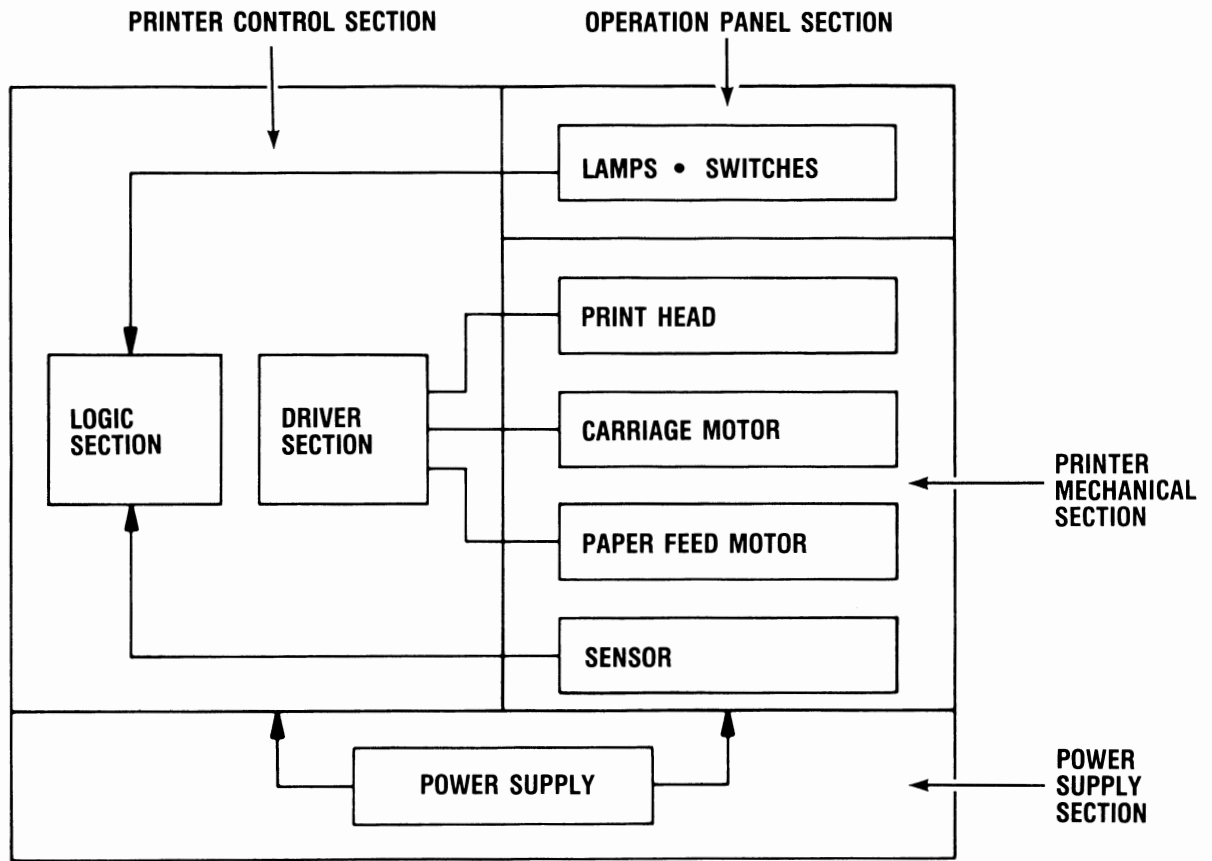 PRINTER CONTROL SECTION
OPERATION PANEL SECTION
LAMPS • SWITCHES
PRINT HEAD
LOGIC
SECTION
DRIVER
SECTION
CARRIAGE MOTOR
PRINTER
MECHANICAL
SECTION
PAPER FEED MOTOR
SENSOR
POWER SUPPLY
POWER
SUPPLY
SECTION